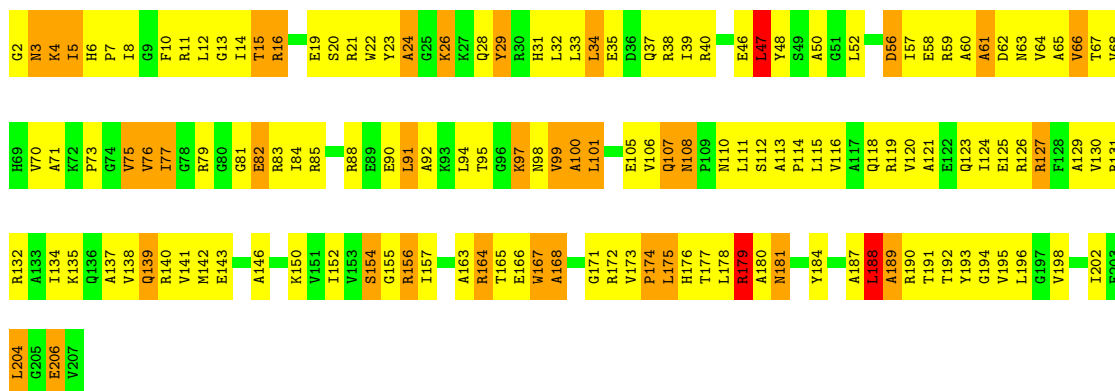 G2 N3 K4 I5 H6 P7 I8 G9 F10 R11 L12 G13 I14 T15 R16 E19 S20 R21 W22 Y23 A24 G25 K26 K27 Q28 Y29 R30 H31 L32 L33 L34 E35 D36 Q37 R38 I39 R40 E46 L47 Y48 S49 A50 G51 L52 D56 I57 E58 R59 A60 A61 D62 N63 V64 A65 V66 T67 V68
H69 V70 A71 K72 P73 G74 V75 V76 I77 G78 R79 G80 G81 E82 R83 I84 R85 R88 E89 E90 L91 A92 K93 L94 T95 G96 K97 N98 V99 A100 L101 E105 V106 Q107 N108 P109 N110 L111 S112 A113 P114 L115 V116 A117 Q118 R119 V120 A121 E122 Q123 I124 E125 R126 R127 F128 A129 V130 R131
R132 A133 I134 K135 Q136 A137 V138 Q139 R140 V141 M142 E143 A146 K150 V151 I152 V153 S154 G155 R156 I157 A163 R164 T165 E166 W167 A168 G171 R172 V173 P174 L175 H176 T177 L178 R179 A180 N181 Y184 A187 L188 A189 R190 T191 T192 Y193 G194 V195 L196 G197 V198 I202 E203
L204 G205 E206 V207